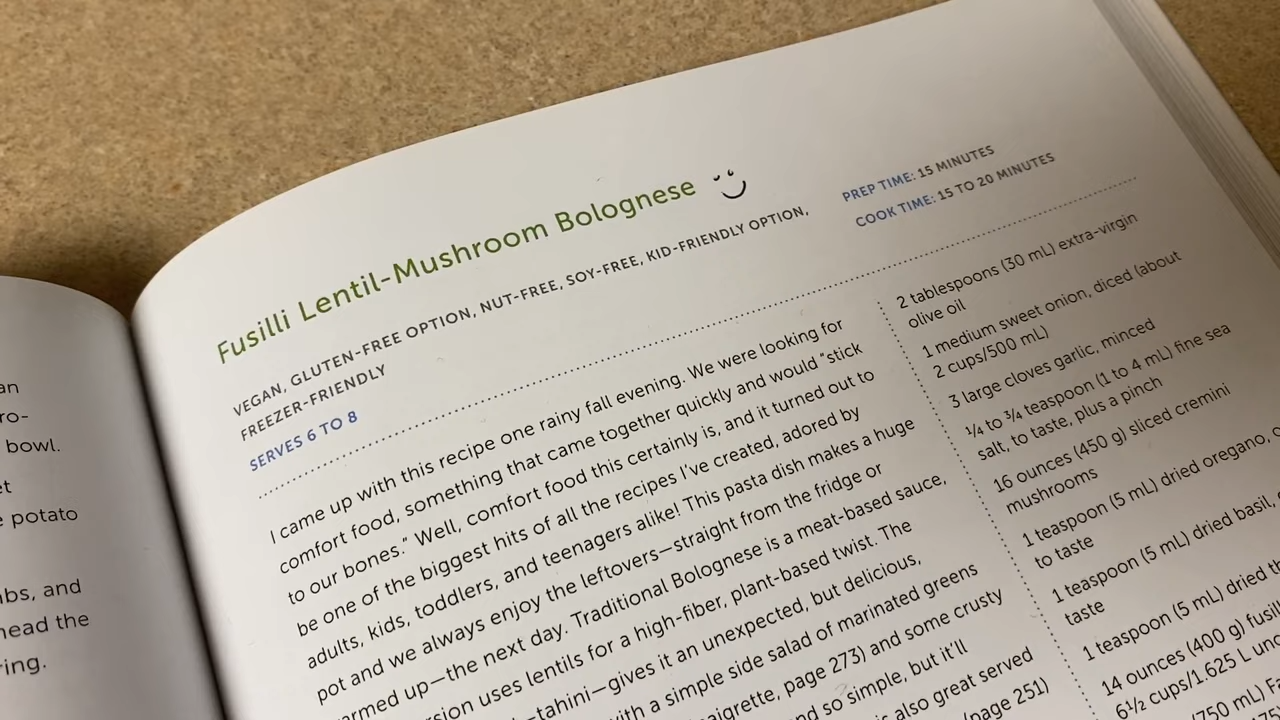 an
ro-
bowl.
et
e potato
bs, and
head the
ring.
Fusilli Lentil-Mushroom Bolognese
VEGAN, GLUTEN-FREE OPTION, NUT-FREE, SOY-FREE, KID-FRIENDLY OPTION,
FREEZER-FRIENDLY
SERVES 6 TO 8
PREP TIME: 15 MINUTES
COOK TIME: 15 TO 20 MINUTES
I came up with this recipe one rainy fall evening. We were looking for
comfort food, something that came together quickly and would “stick
to our bones.” Well, comfort food this certainly is, and it turned out to
be one of the biggest hits of all the recipes I’ve created, adored by
adults, kids, toddlers, and teenagers alike! This pasta dish makes a huge
pot and we always enjoy the leftovers—straight from the fridge or
armed up—the next day. Traditional Bolognese is a meat-based sauce,
rsion uses lentils for a high-fiber, plant-based twist. The
—tahini—gives it an unexpected, but delicious,
with a simple side salad of marinated greens
aigrette, page 273) and some crusty
nd so simple, but it’ll
is also great served
(page 251)
2 tablespoons (30 mL) extra-virgin
olive oil
1 medium sweet onion, diced (about
2 cups/500 mL)
3 large cloves garlic, minced
¼ to ¾ teaspoon (1 to 4 mL) fine sea
salt, to taste, plus a pinch
16 ounces (450 g) sliced cremini
mushrooms
1 teaspoon (5 mL) dried oregano, o
to taste
1 teaspoon (5 mL) dried basil,
taste
1 teaspoon (5 mL) dried th
14 ounces (400 g) fusilli
6½ cups/1.625 L unc
(750 mL) Fa